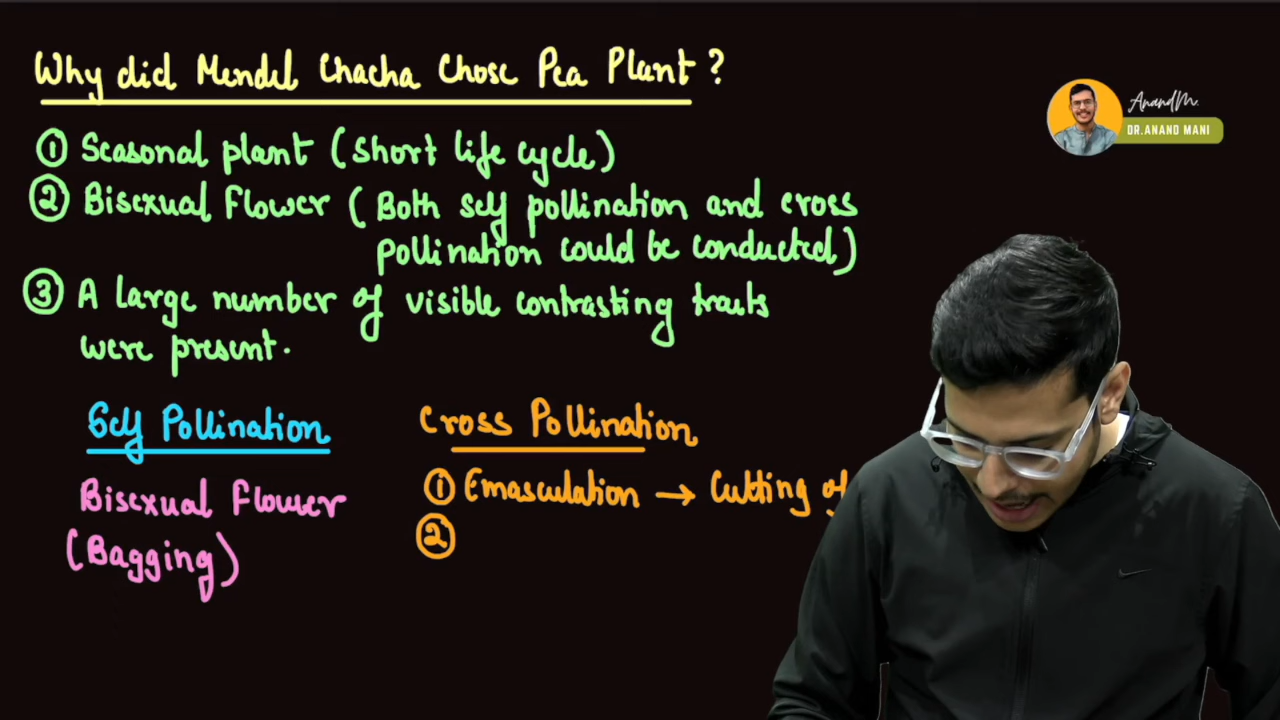 Why did Mendel Chacha Chose Pea Plant?
AnandM.
DR.ANAND MANI
① Seasonal plant (Short life cycle)
② Bisexual Flower (Both self pollination and cross
pollination could be conducted)
③ A large number of visible contrasting traits
were present.
Self Pollination
Bisexual Flower
(Bagging)
Cross Pollination
① Emasculation → Cutting of
②